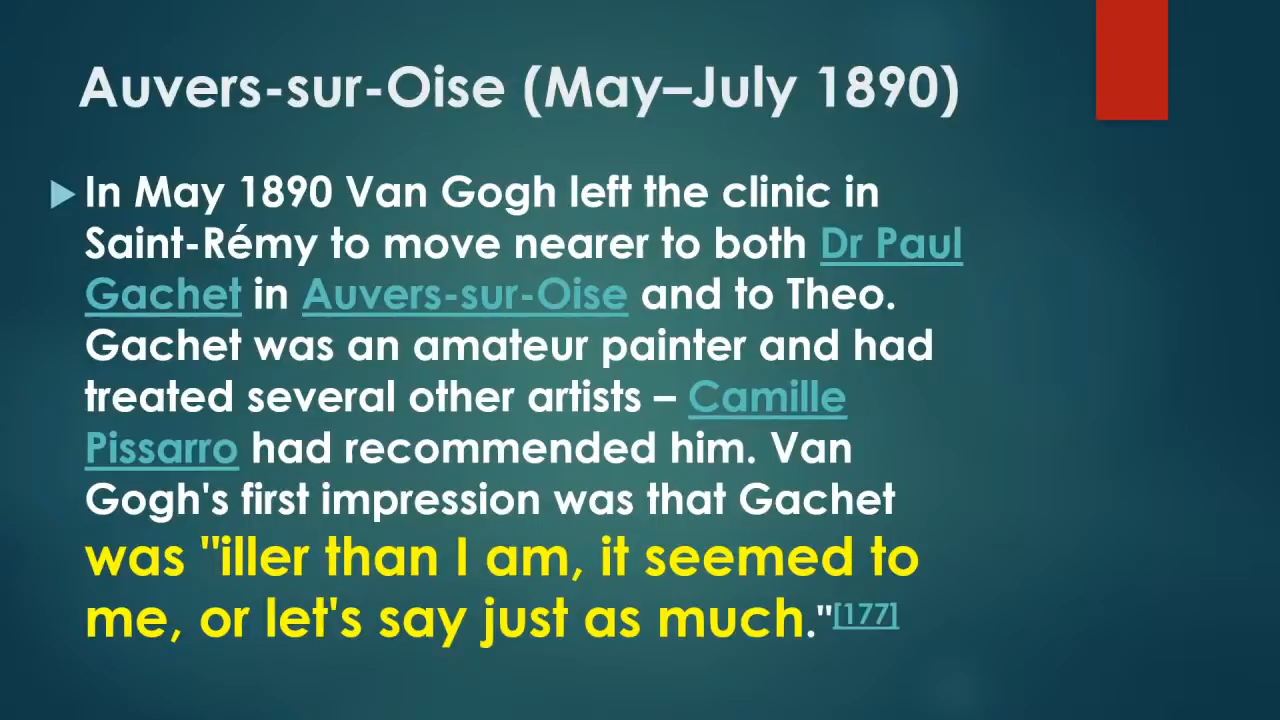 Auvers-sur-Oise (May–July 1890)
In May 1890 Van Gogh left the clinic in
Saint-Rémy to move nearer to both Dr Paul
Gachet in Auvers-sur-Oise and to Theo.
Gachet was an amateur painter and had
treated several other artists – Camille
Pissarro had recommended him. Van
Gogh's first impression was that Gachet
was "iller than I am, it seemed to
me, or let's say just as much."[177]